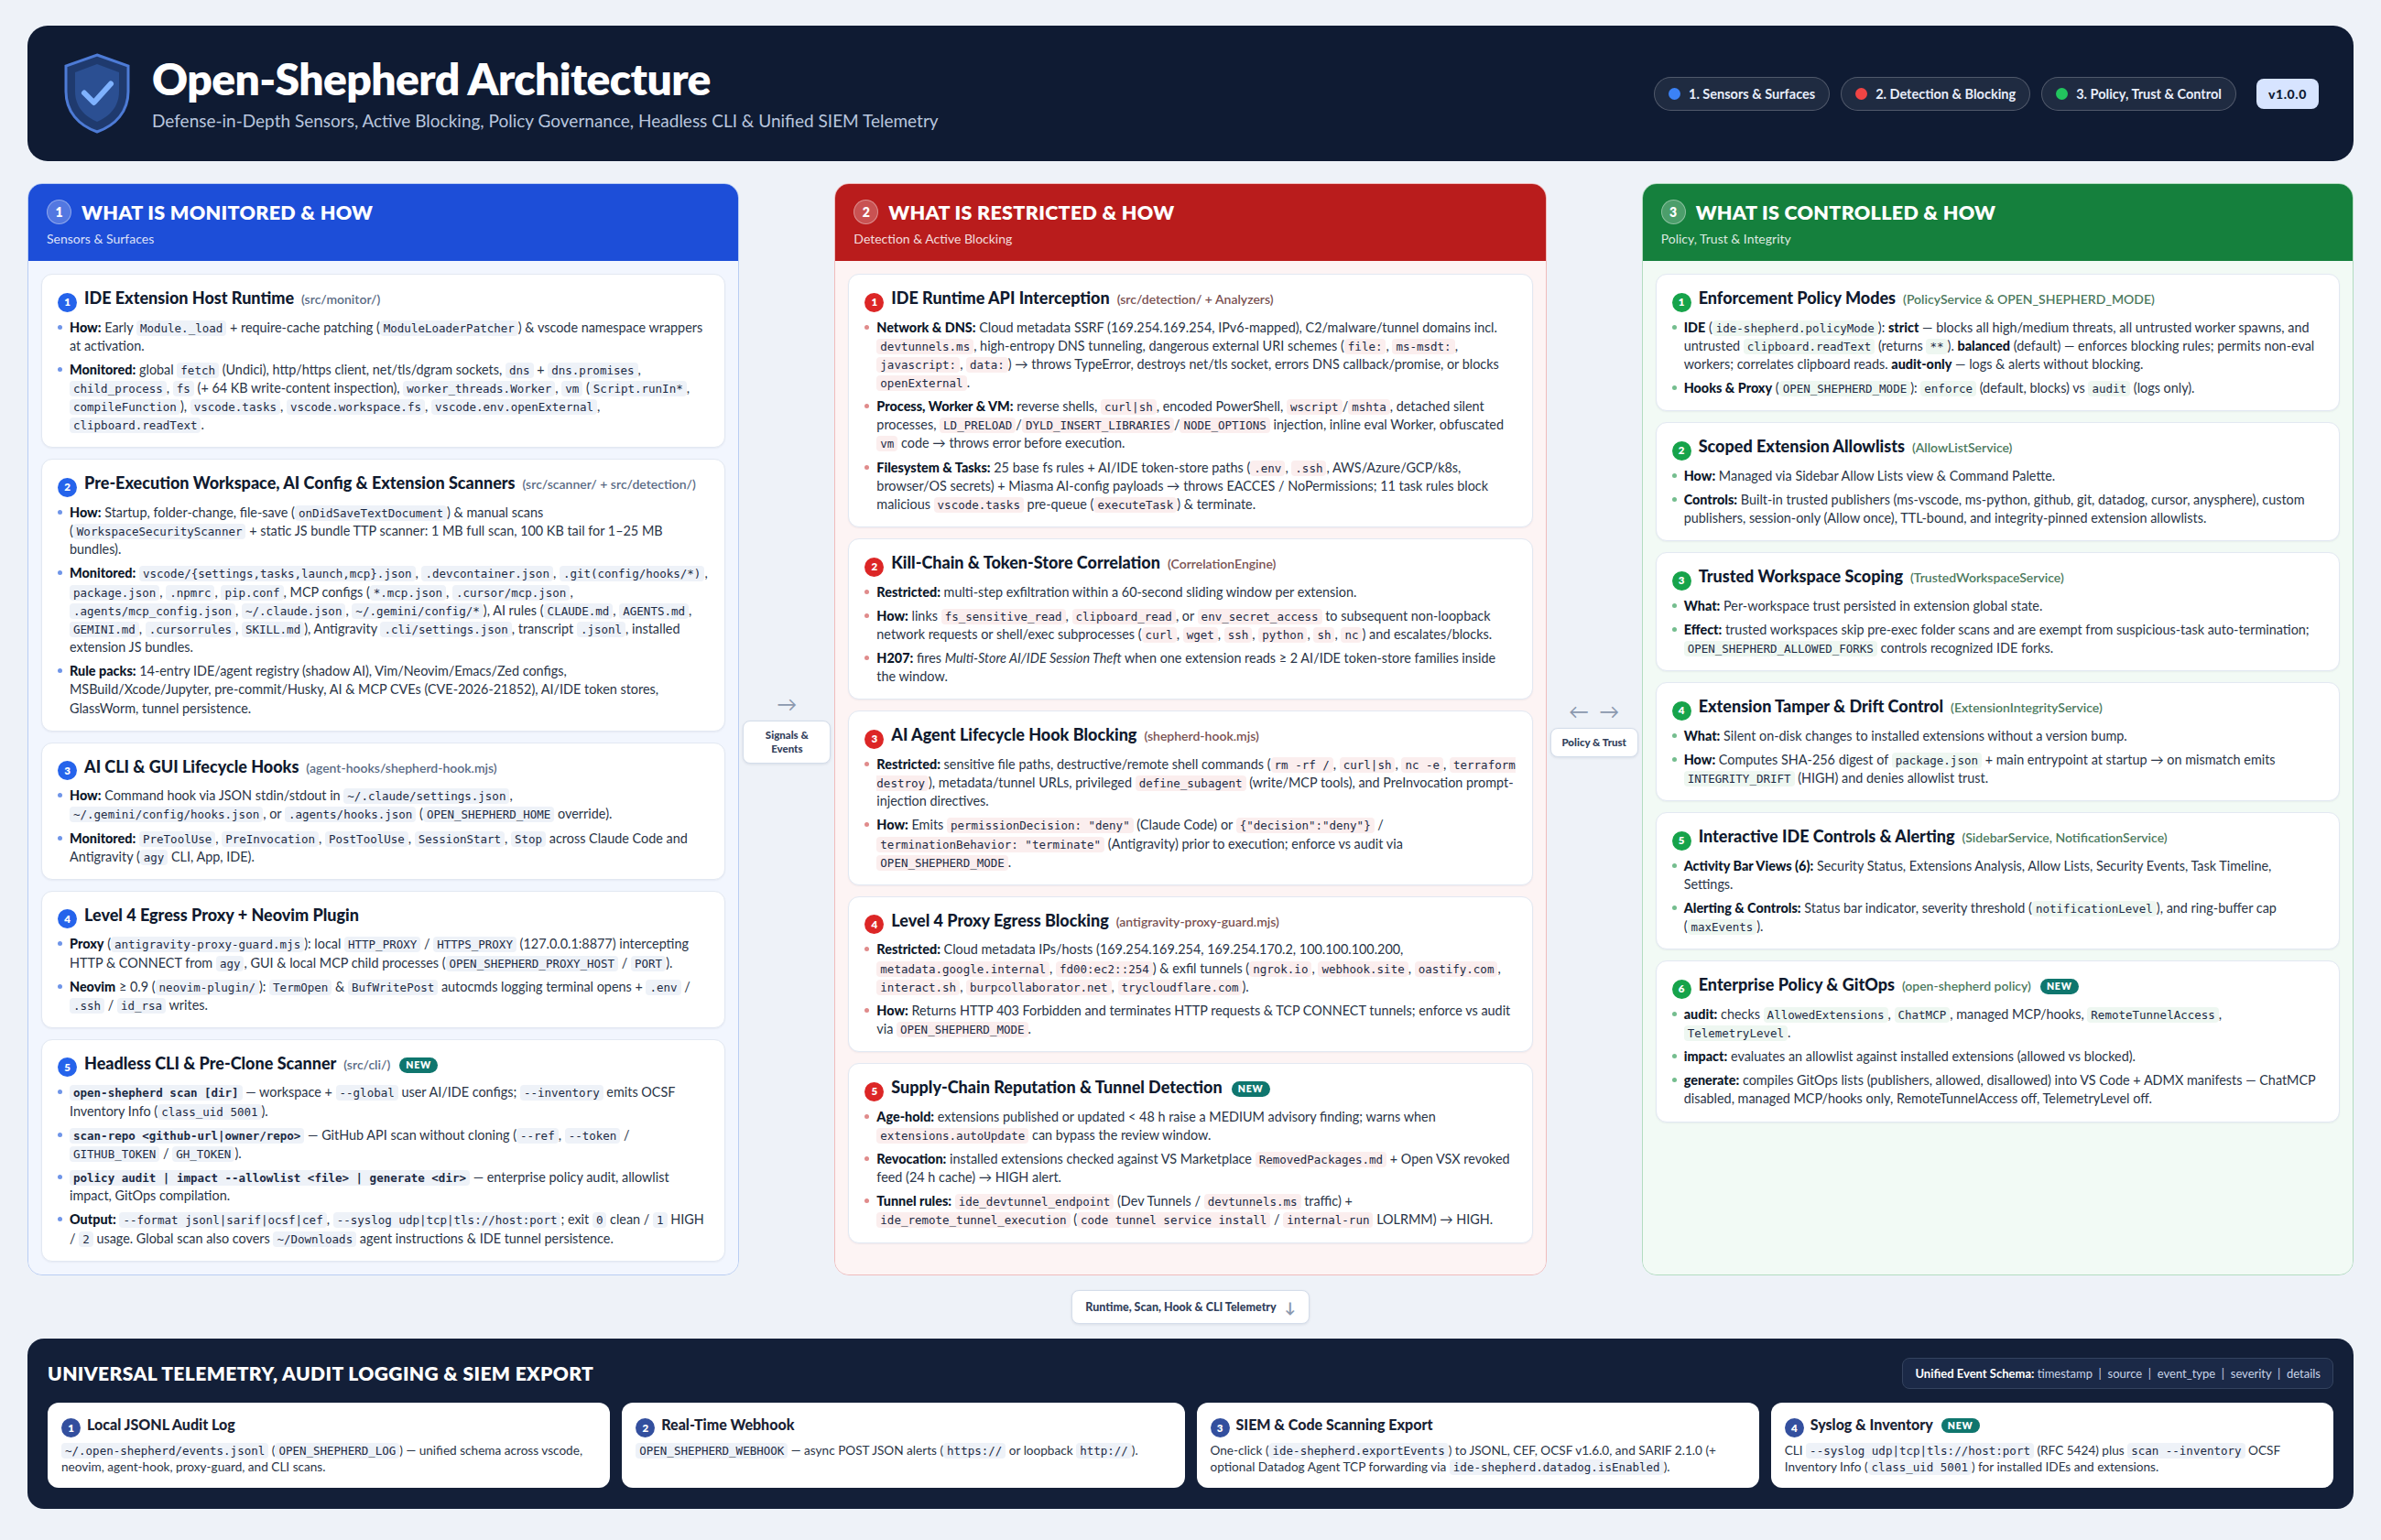 Open-Shepherd Architecture
Defense-in-Depth Sensors, Active Blocking, Policy Governance, Headless CLI & Unified SIEM Telemetry
1. Sensors & Surfaces
2. Detection & Blocking
3. Policy, Trust & Control
v1.0.0
1 WHAT IS MONITORED & HOW
Sensors & Surfaces
1 IDE Extension Host Runtime (src/monitor/)
• How: Early Module._load + require-cache patching ( ModuleLoaderPatcher ) & vscode namespace wrappers
at activation.
• Monitored: global fetch (Undici), http/https client, net/tls/dgram sockets, dns + dns.promises ,
child_process , fs (+ 64 KB write-content inspection), worker_threads.Worker , vm ( Script.runIn* ,
compileFunction ), vscode.tasks , vscode.workspace.fs , vscode.env.openExternal ,
clipboard.readText .
2 Pre-Execution Workspace, AI Config & Extension Scanners (src/scanner/ + src/detection/)
• How: Startup, folder-change, file-save ( onDidSaveTextDocument ) & manual scans
( WorkspaceSecurityScanner + static JS bundle TTP scanner: 1 MB full scan, 100 KB tail for 1–25 MB
bundles).
• Monitored: vscode/{settings,tasks,launch,mcp}.json , .devcontainer.json , .git(config/hooks/*) ,
package.json , .npmrc , pip.conf , MCP configs ( *.mcp.json , .cursor/mcp.json ,
.agents/mcp_config.json , ~/.claude.json , ~/.gemini/config/* ), AI rules ( CLAUDE.md , AGENTS.md ,
GEMINI.md , .cursorrules , SKILL.md ), Antigravity .cli/settings.json , transcript .jsonl , installed
extension JS bundles.
• Rule packs: 14-entry IDE/agent registry (shadow AI), Vim/Neovim/Emacs/Zed configs,
MSBuild/Xcode/Jupyter, pre-commit/Husky, AI & MCP CVEs (CVE-2026-21852), AI/IDE token stores,
GlassWorm, tunnel persistence.
3 AI CLI & GUI Lifecycle Hooks (agent-hooks/shepherd-hook.mjs)
• How: Command hook via JSON stdin/stdout in ~/.claude/settings.json ,
~/.gemini/config/hooks.json , or .agents/hooks.json ( OPEN_SHEPHERD_HOME override).
• Monitored: PreToolUse , PreInvocation , PostToolUse , SessionStart , Stop across Claude Code and
Antigravity ( agy CLI, App, IDE).
4 Level 4 Egress Proxy + Neovim Plugin
• Proxy ( antigravity-proxy-guard.mjs ): local HTTP_PROXY / HTTPS_PROXY (127.0.0.1:8877) intercepting
HTTP & CONNECT from agy , GUI & local MCP child processes ( OPEN_SHEPHERD_PROXY_HOST / PORT ).
• Neovim ≥ 0.9 ( neovim-plugin/ ): TermOpen & BufWritePost autocmds logging terminal opens + .env /
.ssh / id_rsa writes.
5 Headless CLI & Pre-Clone Scanner (src/cli/) NEW
• open-shepherd scan [dir] — workspace + --global user AI/IDE configs; --inventory emits OCSF
Inventory Info ( class_uid 5001 ).
• scan-repo <github-url|owner/repo> — GitHub API scan without cloning ( --ref , --token /
GITHUB_TOKEN / GH_TOKEN ).
• policy audit | impact --allowlist <file> | generate <dir> — enterprise policy audit, allowlist
impact, GitOps compilation.
• Output: --format jsonl|sarif|ocsf|cef , --syslog udp|tcp|tls://host:port ; exit 0 clean / 1 HIGH
/ 2 usage. Global scan also covers ~/Downloads agent instructions & IDE tunnel persistence.
→
Signals &
Events
2 WHAT IS RESTRICTED & HOW
Detection & Active Blocking
1 IDE Runtime API Interception (src/detection/ + Analyzers)
• Network & DNS: Cloud metadata SSRF (169.254.169.254, IPv6-mapped), C2/malware/tunnel domains incl.
devtunnels.ms , high-entropy DNS tunneling, dangerous external URI schemes ( file: , ms-msdt: ,
javascript: , data: ) → throws TypeError, destroys net/tls socket, errors DNS callback/promise, or blocks
openExternal .
• Process, Worker & VM: reverse shells, curl|sh , encoded PowerShell, wscript / mshta , detached silent
processes, LD_PRELOAD / DYLD_INSERT_LIBRARIES / NODE_OPTIONS injection, inline eval Worker, obfuscated
vm code → throws error before execution.
• Filesystem & Tasks: 25 base fs rules + AI/IDE token-store paths ( .env , .ssh , AWS/Azure/GCP/k8s,
browser/OS secrets) + Miasma AI-config payloads → throws EACCES / NoPermissions; 11 task rules block
malicious vscode.tasks pre-queue ( executeTask ) & terminate.
2 Kill-Chain & Token-Store Correlation (CorrelationEngine)
• Restricted: multi-step exfiltration within a 60-second sliding window per extension.
• How: links fs_sensitive_read , clipboard_read , or env_secret_access to subsequent non-loopback
network requests or shell/exec subprocesses ( curl , wget , ssh , python , sh , nc ) and escalates/blocks.
• H207: fires Multi-Store AI/IDE Session Theft when one extension reads ≥ 2 AI/IDE token-store families inside
the window.
3 AI Agent Lifecycle Hook Blocking (shepherd-hook.mjs)
• Restricted: sensitive file paths, destructive/remote shell commands ( rm -rf / , curl|sh , nc -e , terraform
destroy ), metadata/tunnel URLs, privileged define_subagent (write/MCP tools), and PreInvocation prompt-
injection directives.
• How: Emits permissionDecision: "deny" (Claude Code) or {"decision":"deny"} /
terminationBehavior: "terminate" (Antigravity) prior to execution; enforce vs audit via
OPEN_SHEPHERD_MODE .
4 Level 4 Proxy Egress Blocking (antigravity-proxy-guard.mjs)
• Restricted: Cloud metadata IPs/hosts (169.254.169.254, 169.254.170.2, 100.100.100.200,
metadata.google.internal , fd00:ec2::254 ) & exfil tunnels ( ngrok.io , webhook.site , oastify.com ,
interact.sh , burpcollaborator.net , trycloudflare.com ).
• How: Returns HTTP 403 Forbidden and terminates HTTP requests & TCP CONNECT tunnels; enforce vs audit
via OPEN_SHEPHERD_MODE .
5 Supply-Chain Reputation & Tunnel Detection NEW
• Age-hold: extensions published or updated < 48 h raise a MEDIUM advisory finding; warns when
extensions.autoUpdate can bypass the review window.
• Revocation: installed extensions checked against VS Marketplace RemovedPackages.md + Open VSX revoked
feed (24 h cache) → HIGH alert.
• Tunnel rules: ide_devtunnel_endpoint (Dev Tunnels / devtunnels.ms traffic) +
ide_remote_tunnel_execution ( code tunnel service install / internal-run LOLRMM) → HIGH.
← →
Policy & Trust
3 WHAT IS CONTROLLED & HOW
Policy, Trust & Integrity
1 Enforcement Policy Modes (PolicyService & OPEN_SHEPHERD_MODE)
• IDE ( ide-shepherd.policyMode ): strict — blocks all high/medium threats, all untrusted worker spawns, and
untrusted clipboard.readText (returns ** ). balanced (default) — enforces blocking rules; permits non-eval
workers; correlates clipboard reads. audit-only — logs & alerts without blocking.
• Hooks & Proxy ( OPEN_SHEPHERD_MODE ): enforce (default, blocks) vs audit (logs only).
2 Scoped Extension Allowlists (AllowListService)
• How: Managed via Sidebar Allow Lists view & Command Palette.
• Controls: Built-in trusted publishers (ms-vscode, ms-python, github, git, datadog, cursor, anysphere), custom
publishers, session-only (Allow once), TTL-bound, and integrity-pinned extension allowlists.
3 Trusted Workspace Scoping (TrustedWorkspaceService)
• What: Per-workspace trust persisted in extension global state.
• Effect: trusted workspaces skip pre-exec folder scans and are exempt from suspicious-task auto-termination;
OPEN_SHEPHERD_ALLOWED_FORKS controls recognized IDE forks.
4 Extension Tamper & Drift Control (ExtensionIntegrityService)
• What: Silent on-disk changes to installed extensions without a version bump.
• How: Computes SHA-256 digest of package.json + main entrypoint at startup → on mismatch emits
INTEGRITY_DRIFT (HIGH) and denies allowlist trust.
5 Interactive IDE Controls & Alerting (SidebarService, NotificationService)
• Activity Bar Views (6): Security Status, Extensions Analysis, Allow Lists, Security Events, Task Timeline,
Settings.
• Alerting & Controls: Status bar indicator, severity threshold ( notificationLevel ), and ring-buffer cap
( maxEvents ).
6 Enterprise Policy & GitOps (open-shepherd policy) NEW
• audit: checks AllowedExtensions , ChatMCP , managed MCP/hooks, RemoteTunnelAccess ,
TelemetryLevel .
• impact: evaluates an allowlist against installed extensions (allowed vs blocked).
• generate: compiles GitOps lists (publishers, allowed, disallowed) into VS Code + ADMX manifests — ChatMCP
disabled, managed MCP/hooks only, RemoteTunnelAccess off, TelemetryLevel off.
Runtime, Scan, Hook & CLI Telemetry ↓
UNIVERSAL TELEMETRY, AUDIT LOGGING & SIEM EXPORT
Unified Event Schema: timestamp | source | event_type | severity | details
1 Local JSONL Audit Log
~/.open-shepherd/events.jsonl ( OPEN_SHEPHERD_LOG ) — unified schema across vscode,
neovim, agent-hook, proxy-guard, and CLI scans.
2 Real-Time Webhook
OPEN_SHEPHERD_WEBHOOK — async POST JSON alerts ( https:// or loopback http:// ).
3 SIEM & Code Scanning Export
One-click ( ide-shepherd.exportEvents ) to JSONL, CEF, OCSF v1.6.0, and SARIF 2.1.0 (+
optional Datadog Agent TCP forwarding via ide-shepherd.datadog.isEnabled ).
4 Syslog & Inventory NEW
CLI --syslog udp|tcp|tls://host:port (RFC 5424) plus scan --inventory OCSF
Inventory Info ( class_uid 5001 ) for installed IDEs and extensions.